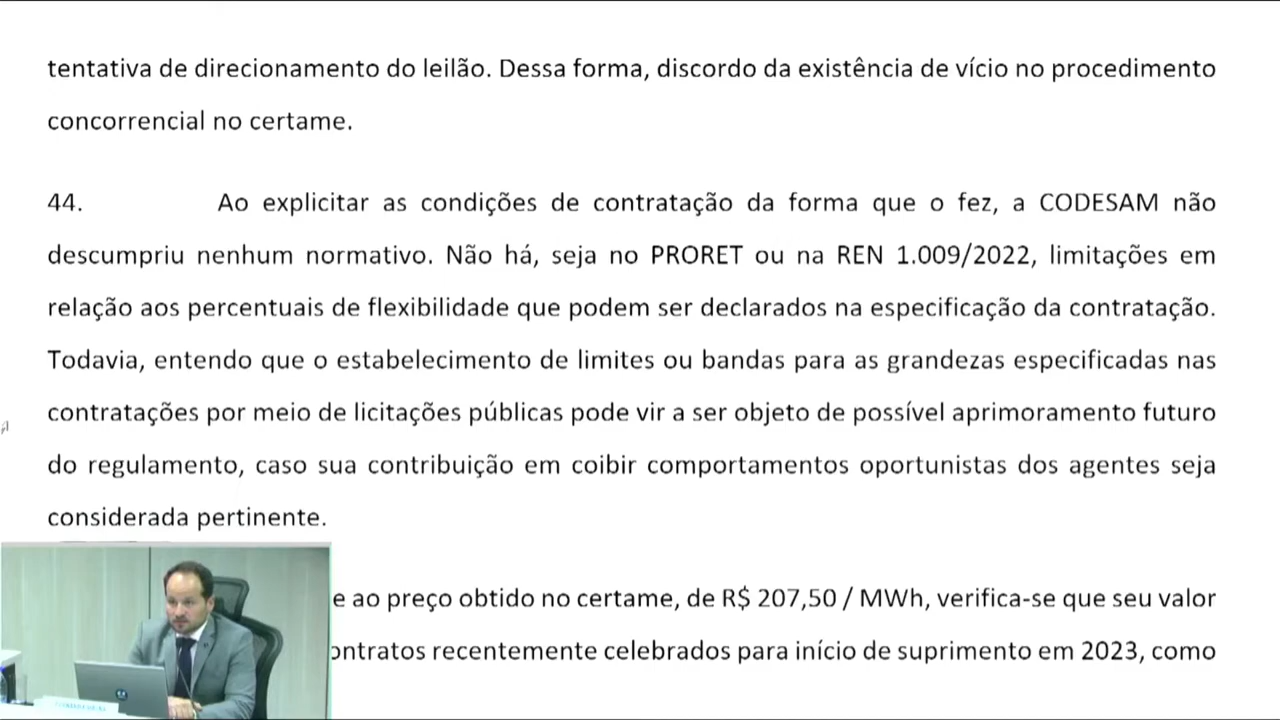 tentativa de direcionamento do leilão. Dessa forma, discordo da existência de vício no procedimento
concorrencial no certame.
44. Ao explicitar as condições de contratação da forma que o fez, a CODESAM não
descumpriu nenhum normativo. Não há, seja no PRORET ou na REN 1.009/2022, limitações em
relação aos percentuais de flexibilidade que podem ser declarados na especificação da contratação.
Todavia, entendo que o estabelecimento de limites ou bandas para as grandezas especificadas nas
contratações por meio de licitações públicas pode vir a ser objeto de possível aprimoramento futuro
do regulamento, caso sua contribuição em coibir comportamentos oportunistas dos agentes seja
considerada pertinente.
e ao preço obtido no certame, de R$ 207,50 / MWh, verifica-se que seu valor
ontratos recentemente celebrados para início de suprimento em 2023, como